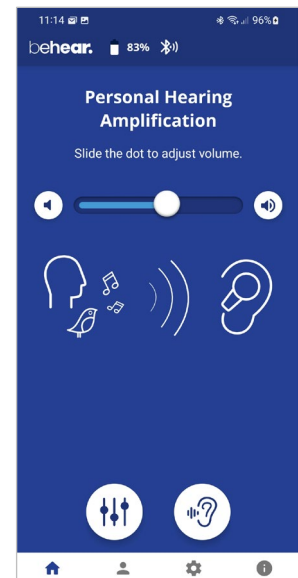 11:14 96%
behear. 83%
Personal Hearing
Amplification
Slide the dot to adjust volume.